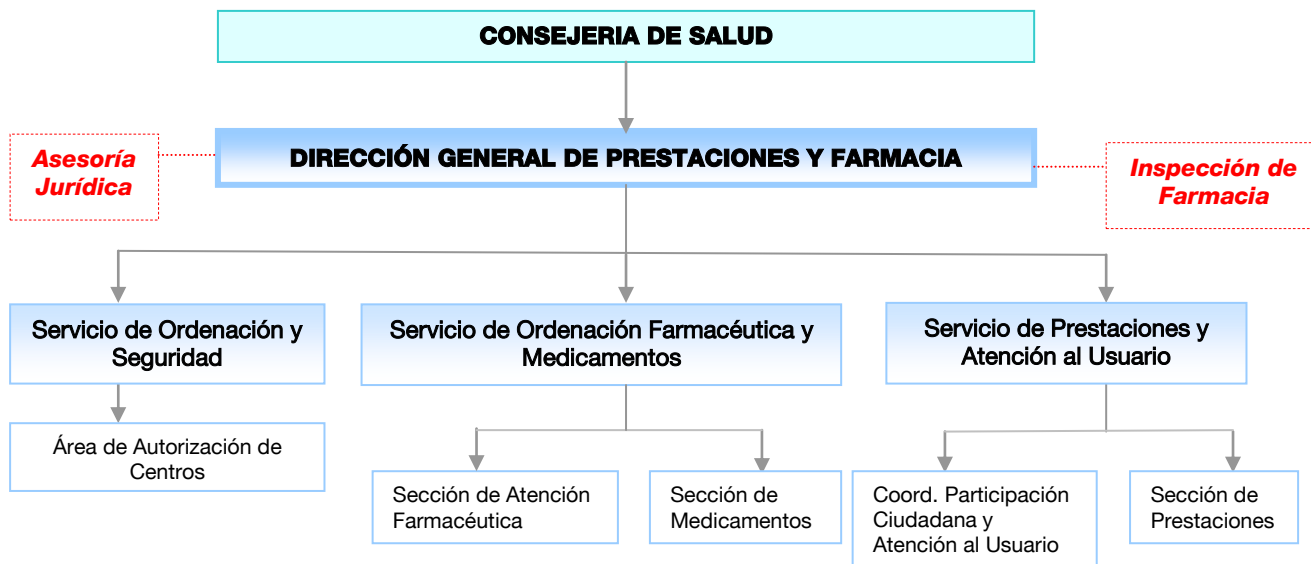 CONSEJERIA DE SALUD
Asesoría
Jurídica
DIRECCIÓN GENERAL DE PRESTACIONES Y FARMACIA
Inspección de
Farmacia
Servicio de Ordenación y
Seguridad
Servicio de Ordenación Farmacéutica y
Medicamentos
Servicio de Prestaciones y
Atención al Usuario
Área de Autorización de
Centros
Sección de Atención
Farmacéutica
Sección de
Medicamentos
Coord. Participación
Ciudadana y
Atención al Usuario
Sección de
Prestaciones